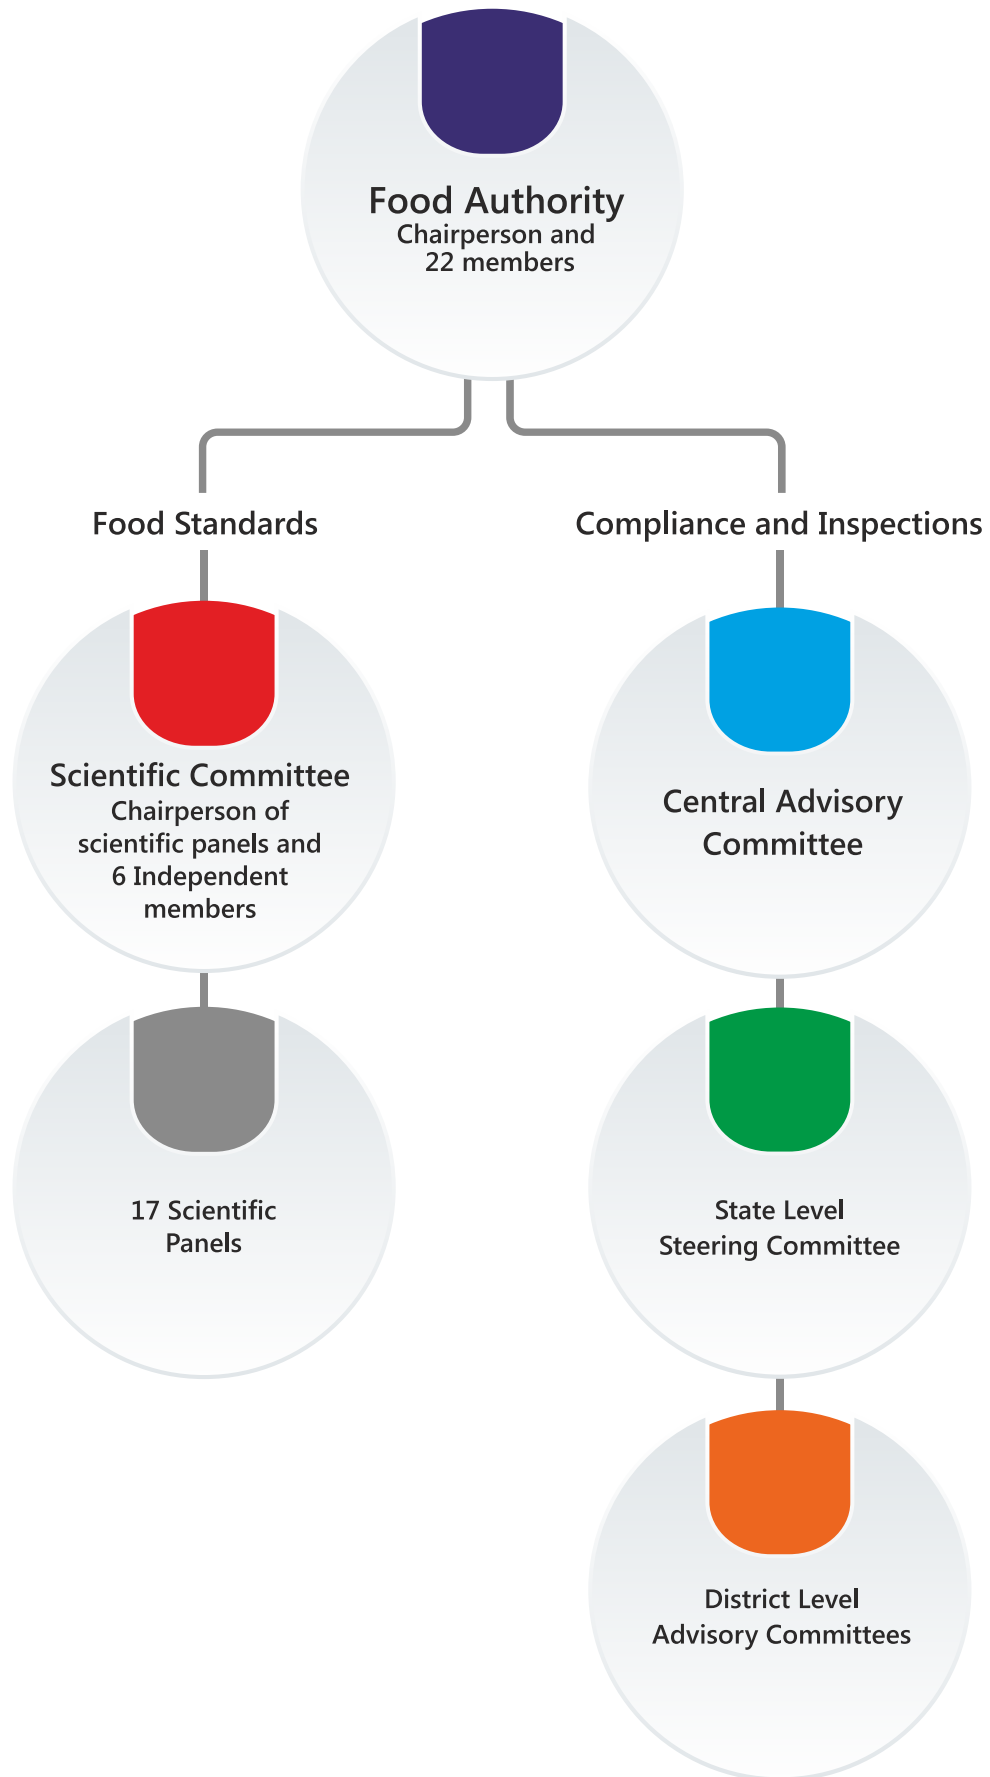 Food Authority
Chairperson and
22 members
Food Standards
Compliance and Inspections
Scientific Committee
Chairperson of
scientific panels and
6 Independent
members
Central Advisory
Committee
17 Scientific
Panels
State Level
Steering Committee
District Level
Advisory Committees